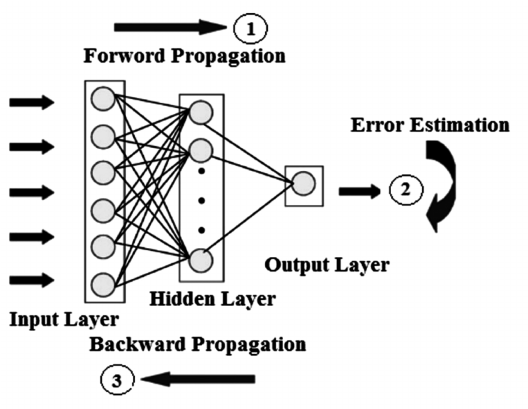 1
Forword Propagation
Error Estimation
2
Output Layer
Hidden Layer
Input Layer
Backward Propagation
3